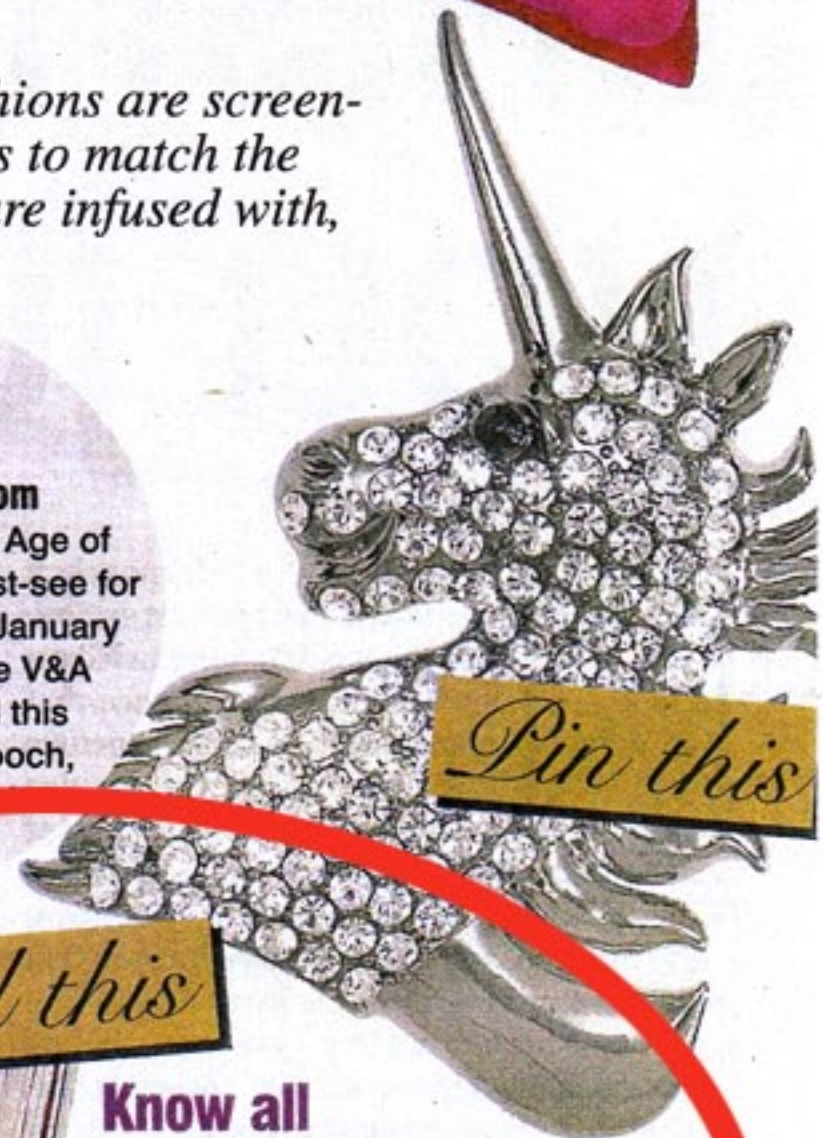 hions are screen-
s to match the
are infused with,
om
Age of
st-see for
January
e V&A
this
ooch,
Pin this
l this
Know all